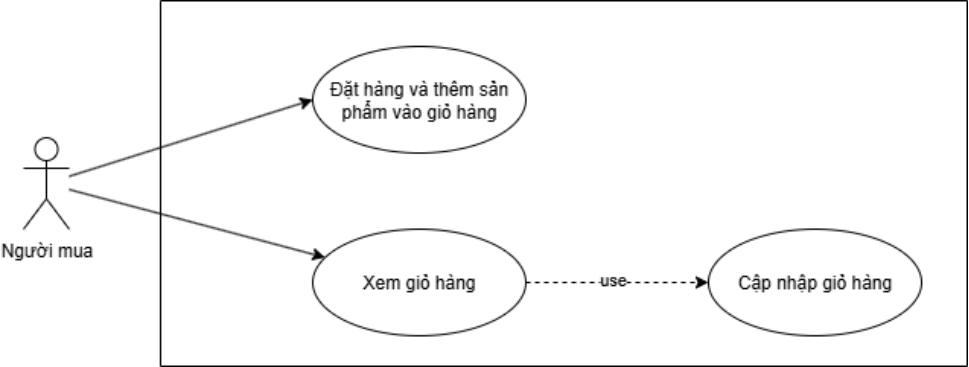 Đặt hàng và thêm sản
phẩm vào giỏ hàng
Người mua
Xem giỏ hàng
use
Cập nhập giỏ hàng